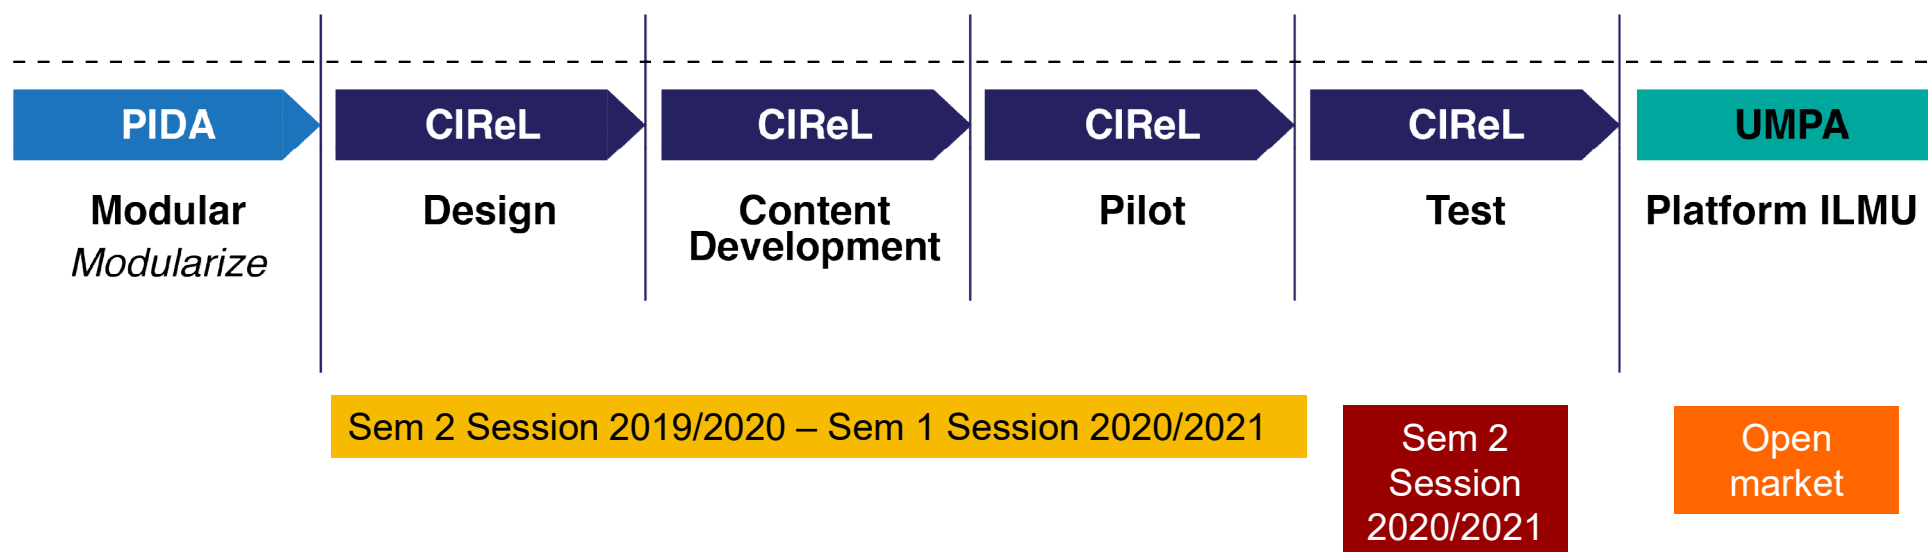 PIDA
CIReL
CIReL
CIReL
CIReL
UMPA
Modular
Modularize
Design
Content
Development
Pilot
Test
Platform ILMU
Sem 2 Session 2019/2020 – Sem 1 Session 2020/2021
Sem 2
Session
2020/2021
Open
market